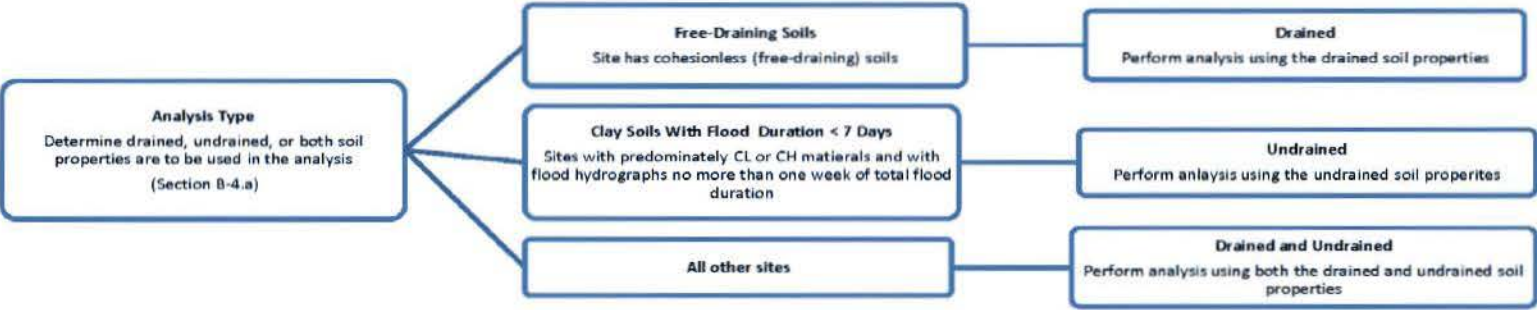 Analysis Type
Determine drained, undrained, or both soil
properties are to be used in the analysis
(Section B-4.a)
Free-Draining Soils
Site has cohesionless (free-draining) soils
Drained
Perform analysis using the drained soil properties
Clay Soils With Flood Duration < 7 Days
Sites with predominately CL or CH matierals and with
flood hydrographs no more than one week of total flood
duration
Undrained
Perform anlaysis using the undrained soil properites
All other sites
Drained and Undrained
Perform analysis using both the drained and undrained soil
properties